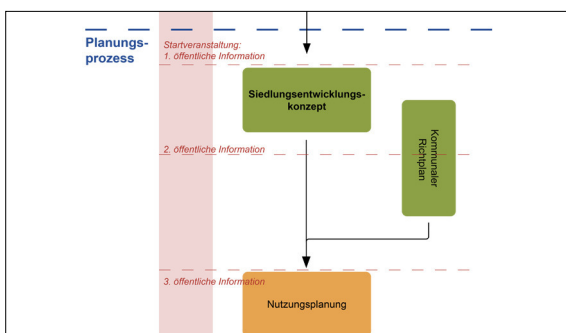 Planungs-
prozess
Startveranstaltung:
1. öffentliche Information
Siedlungsentwicklungs-
konzept
2. öffentliche Information
Kommunaler
Richtplan
3. öffentliche Information
Nutzungsplanung